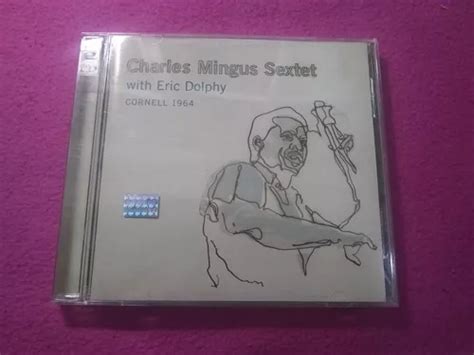 Charles Mingus Sextet
with Eric Dolphy
CORNELL 1964